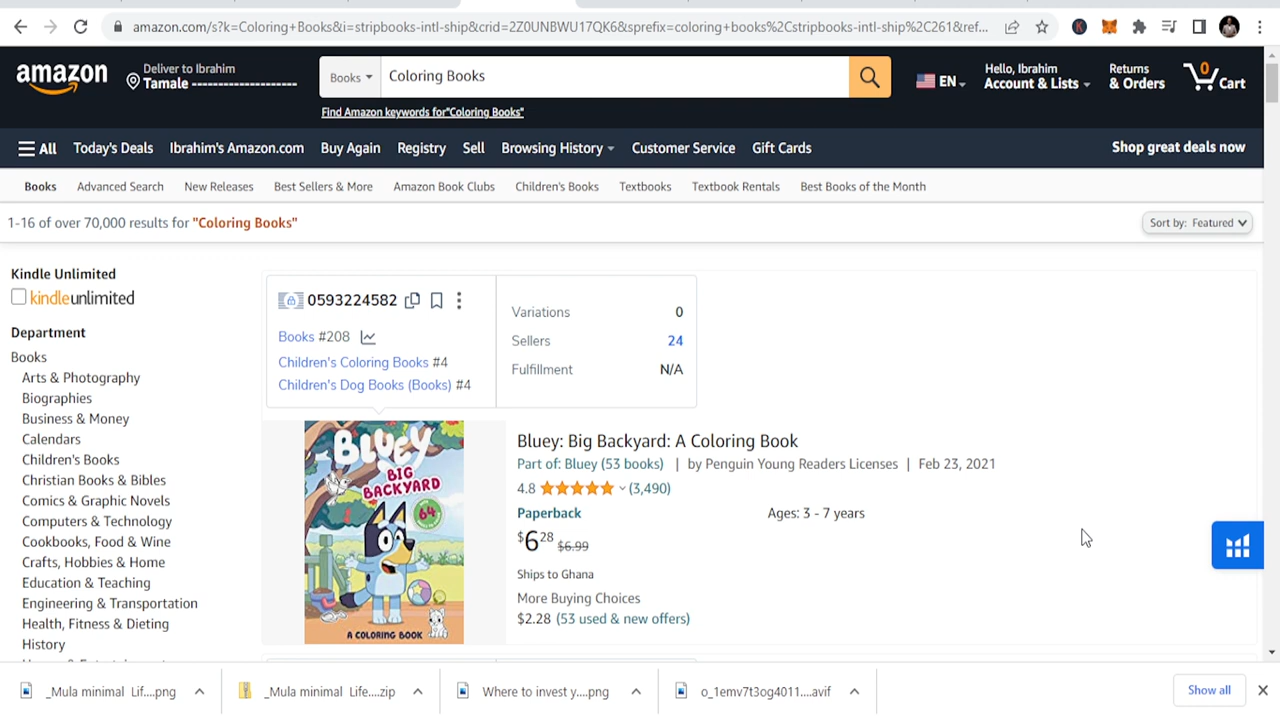 amazon.com/s?k=Coloring+Books&i=stripbooks-intl-ship&crid=2Z0UNBWU17QK6&sprefix=coloring+books%2Cstripbooks-intl-ship%2C261&ref...
amazon
Deliver to Ibrahim
Tamale ------------------
Books
Coloring Books
EN
Hello, Ibrahim
Account & Lists
Returns
& Orders
0
Cart
Find Amazon keywords for"Coloring Books"
All
Today's Deals
Ibrahim's Amazon.com
Buy Again
Registry
Sell
Browsing History
Customer Service
Gift Cards
Shop great deals now
Books
Advanced Search
New Releases
Best Sellers & More
Amazon Book Clubs
Children's Books
Textbooks
Textbook Rentals
Best Books of the Month
1-16 of over 70,000 results for "Coloring Books"
Sort by: Featured
Kindle Unlimited
kindleunlimited
Department
Books
Arts & Photography
Biographies
Business & Money
Calendars
Children's Books
Christian Books & Bibles
Comics & Graphic Novels
Computers & Technology
Cookbooks, Food & Wine
Crafts, Hobbies & Home
Education & Teaching
Engineering & Transportation
Health, Fitness & Dieting
History
0593224582
Books #208
Children's Coloring Books #4
Children's Dog Books (Books) #4
Variations 0
Sellers 24
Fulfillment N/A
BLUEY
BIG
BACKYARD
64
A COLORING BOOK
Bluey: Big Backyard: A Coloring Book
Part of: Bluey (53 books) | by Penguin Young Readers Licenses | Feb 23, 2021
4.8 (3,490)
Paperback
Ages: 3 - 7 years
$6 28 $6.99
Ships to Ghana
More Buying Choices
$2.28 (53 used & new offers)
_Mula minimal Lif....png
_Mula minimal Life....zip
Where to invest y....png
o_1emv7t3og4011....avif
Show all